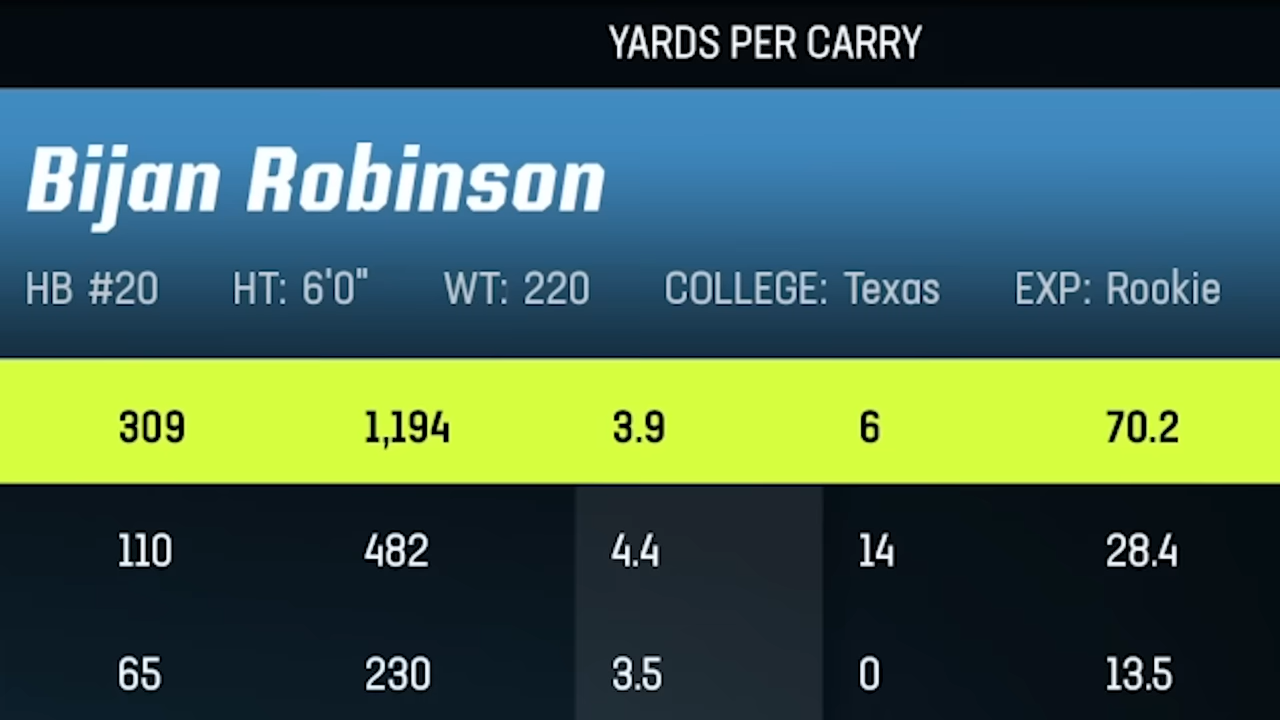 YARDS PER CARRY
Bijan Robinson
HB #20 HT: 6'0" WT: 220 COLLEGE: Texas EXP: Rookie
309 1,194 3.9 6 70.2
110 482 4.4 14 28.4
65 230 3.5 0 13.5